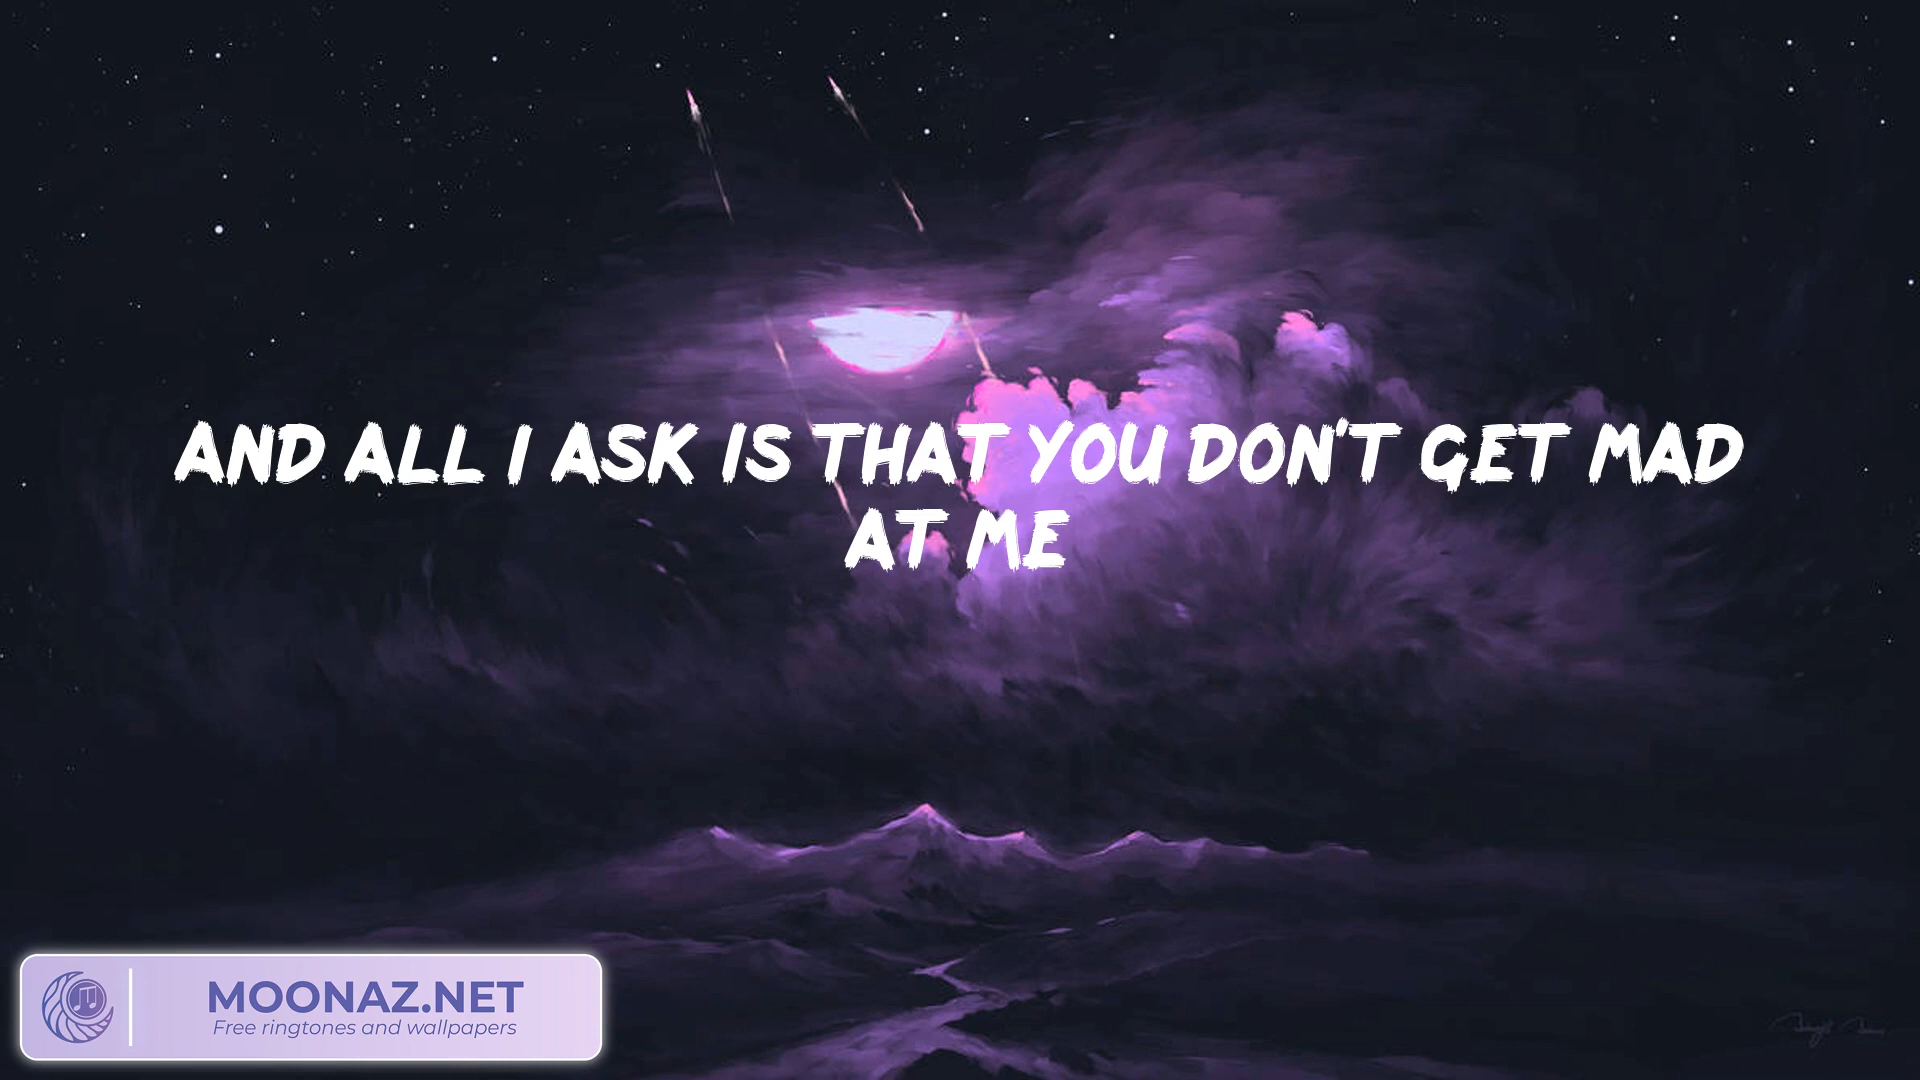 AND ALL I ASK IS THAT YOU DON'T GET MAD
AT ME
MOONAZ.NET
Free ringtones and wallpapers